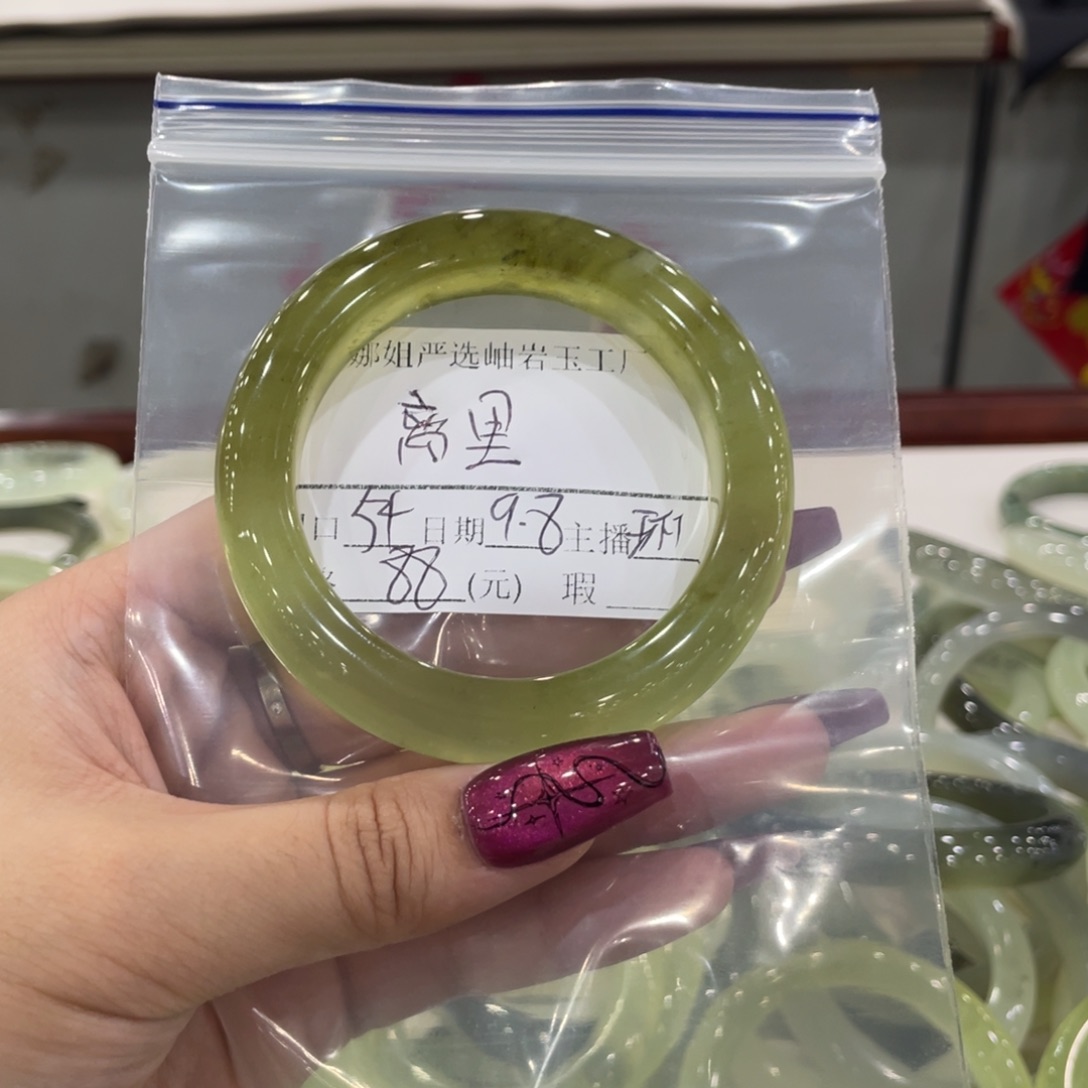 娜姐严选岫岩玉工厂
离里
口 54 日期 9.8 主播
88 (元) 瑕